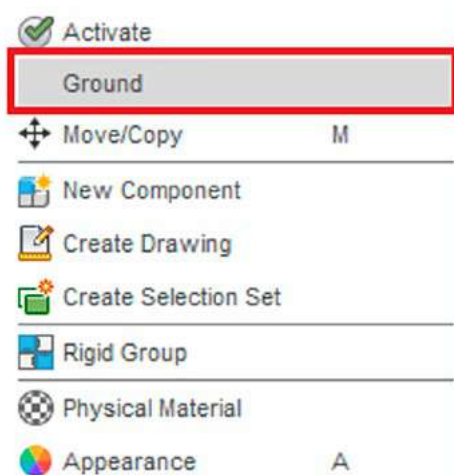 Activate
Ground
Move/Copy M
New Component
Create Drawing
Create Selection Set
Rigid Group
Physical Material
Appearance A